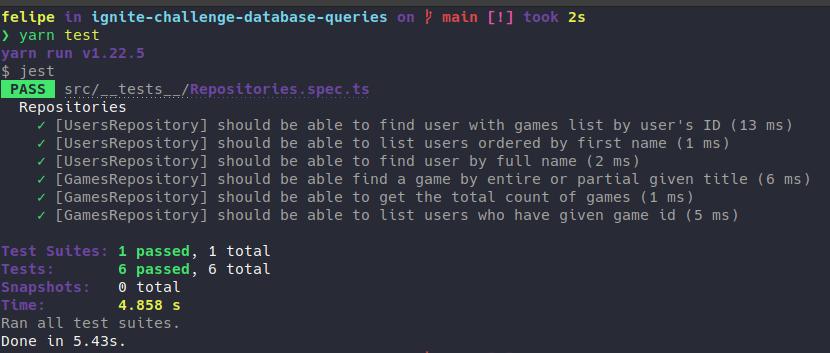 felipe in ignite-challenge-database-queries on main [!] took 2s
❯ yarn test
yarn run v1.22.5
$ jest
PASS src/__tests__/Repositories.spec.ts
Repositories
✓ [UsersRepository] should be able to find user with games list by user's ID (13 ms)
✓ [UsersRepository] should be able to list users ordered by first name (1 ms)
✓ [UsersRepository] should be able to find user by full name (2 ms)
✓ [GamesRepository] should be able find a game by entire or partial given title (6 ms)
✓ [GamesRepository] should be able to get the total count of games (1 ms)
✓ [GamesRepository] should be able to list users who have given game id (5 ms)
Test Suites: 1 passed, 1 total
Tests: 6 passed, 6 total
Snapshots: 0 total
Time: 4.858 s
Ran all test suites.
Done in 5.43s.